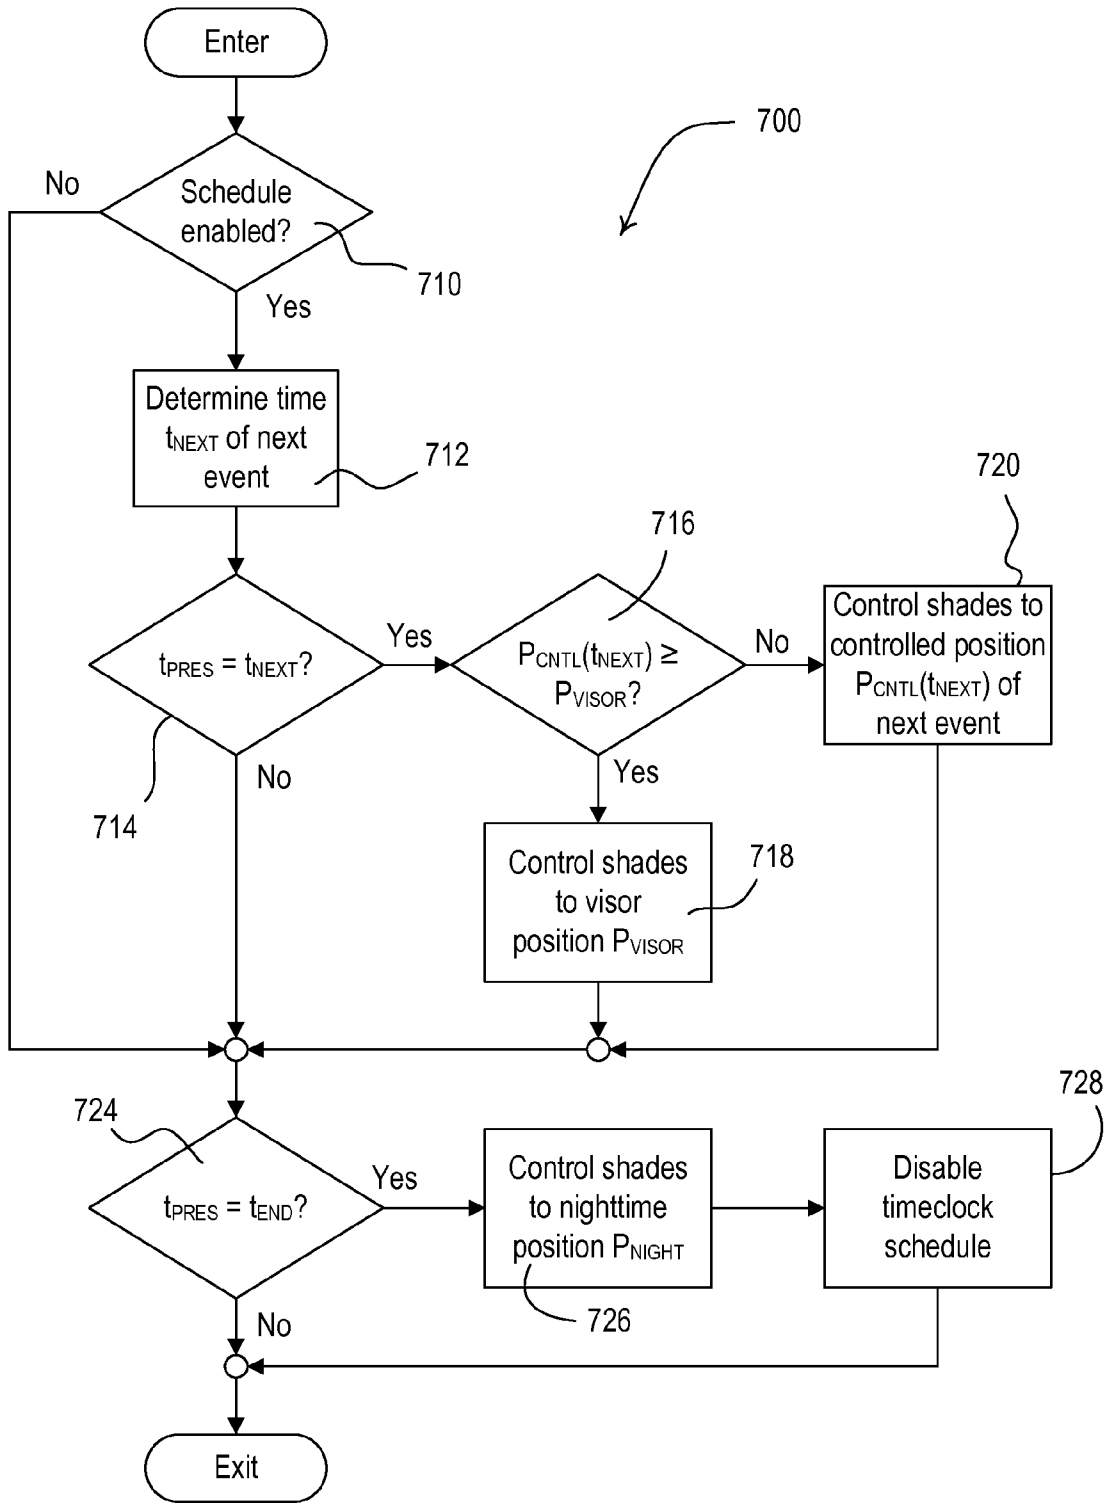 Enter
700
No
Schedule
enabled?
710
Yes
Determine time
tNEXT of next
event
712
720
716
Control shades to
controlled position
PCNTL(tNEXT) of
next event
tPRES = tNEXT?
Yes
PCNTL(tNEXT) ≥
PVISOR?
No
714
No
Yes
Control shades
to visor
position PVISOR
718
724
728
tPRES = tEND?
Yes
Control shades
to nighttime
position PNIGHT
726
Disable
timeclock
schedule
No
Exit